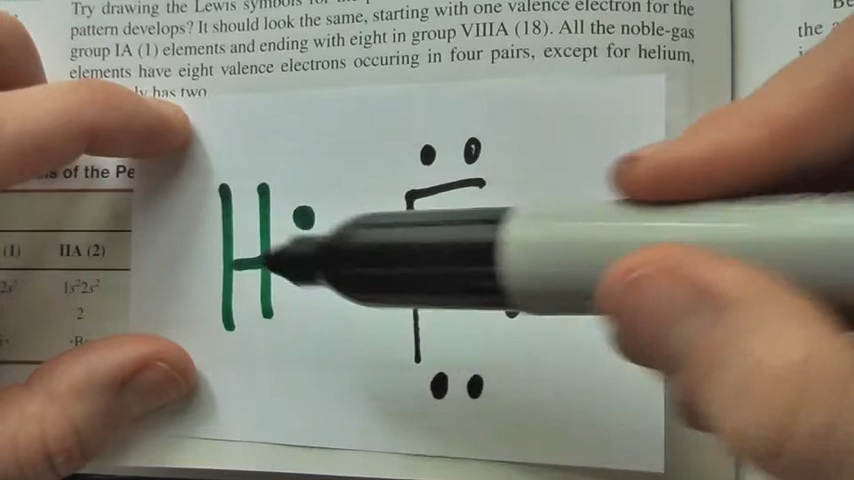 Try drawing the Lewis symbols for the
pattern develops? It should look the same, starting with one valence electron for the
group IA (1) elements and ending with eight in group VIIIA (18). All the noble-gas
elements have eight valence electrons occuring in four pairs, except for helium,
has two
the
of the Pe
(1) IIA (2)
1s²2s²
2
H